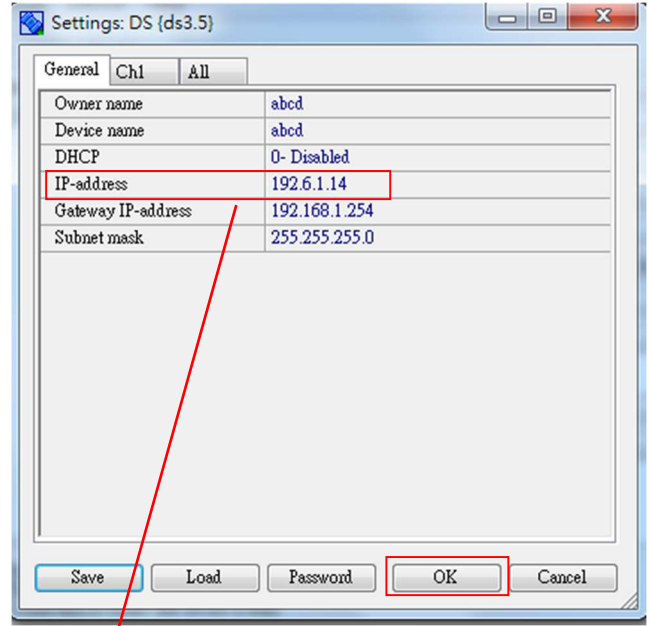 Settings: DS {ds3.5}
General Ch1 All
Owner name abcd
Device name abcd
DHCP 0- Disabled
IP-address 192.6.1.14
Gateway IP-address 192.168.1.254
Subnet mask 255.255.255.0
Save Load Password OK Cancel